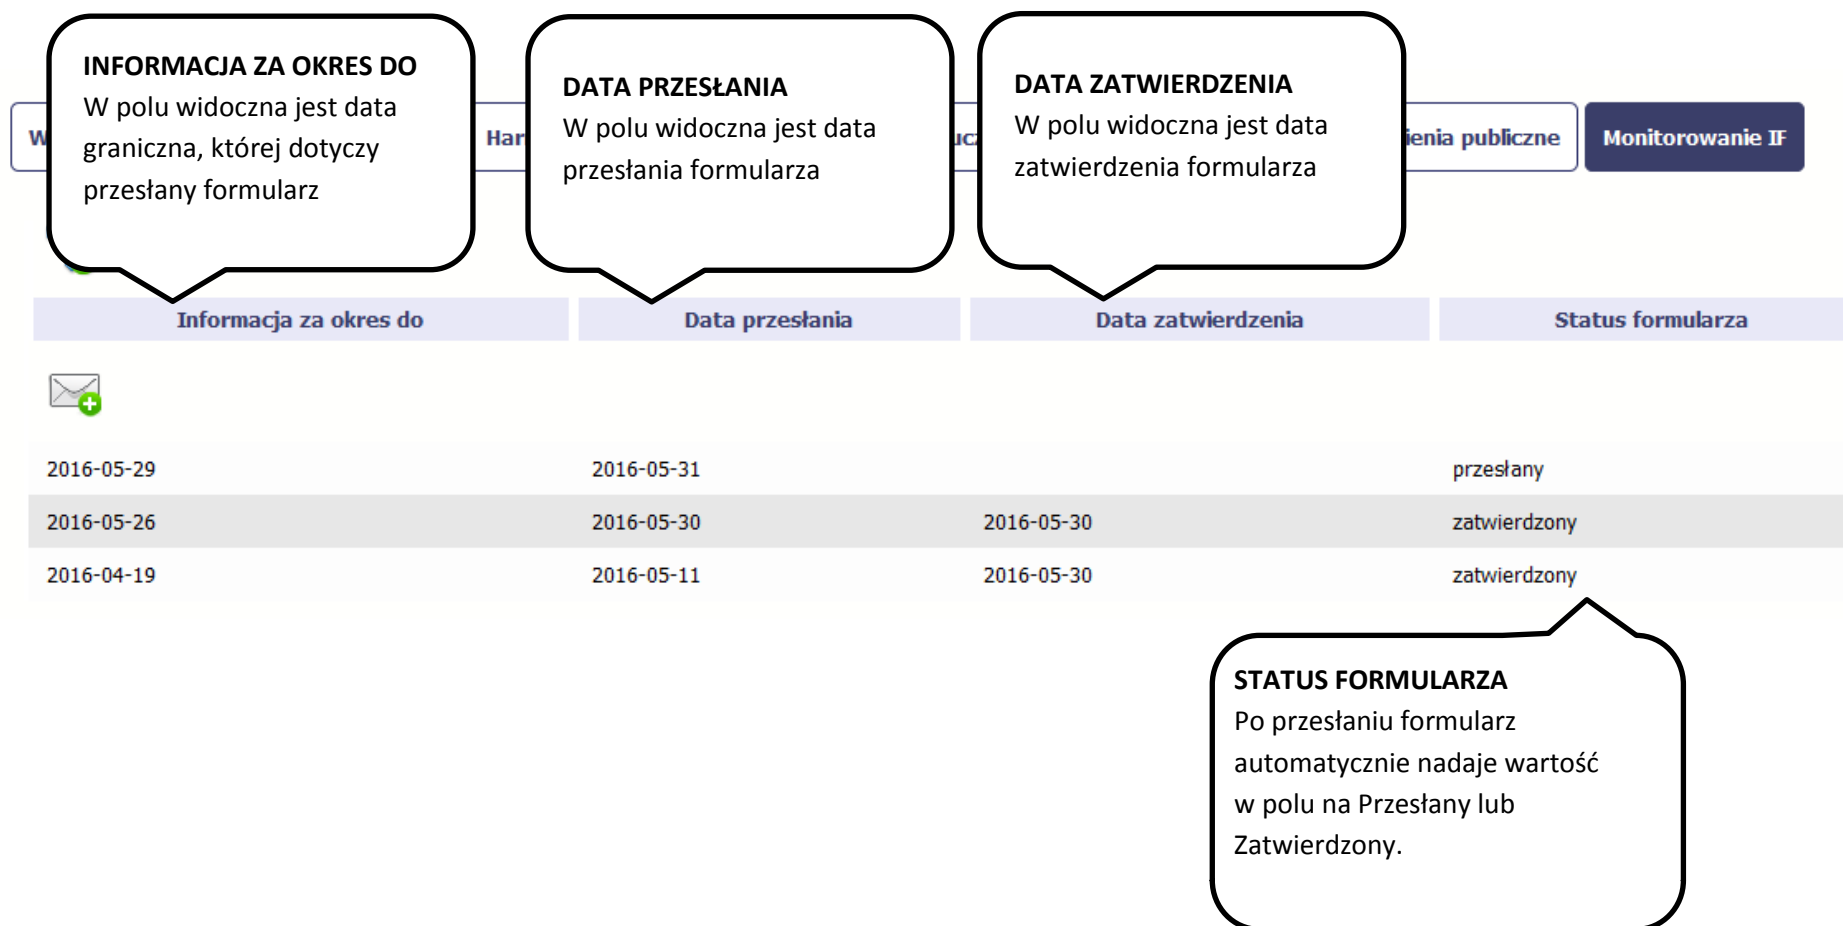 INFORMACJA ZA OKRES DO
W polu widoczna jest data
graniczna, której dotyczy
przesłany formularz
DATA PRZESŁANIA
W polu widoczna jest data
przesłania formularza
DATA ZATWIERDZENIA
W polu widoczna jest data
zatwierdzenia formularza
publiczne
Monitorowanie IF
Informacja za okres do Data przesłania Data zatwierdzenia Status formularza
2016-05-29 2016-05-31 przesłany
2016-05-26 2016-05-30 2016-05-30 zatwierdzony
2016-04-19 2016-05-11 2016-05-30 zatwierdzony
STATUS FORMULARZA
Po przesłaniu formularz
automatycznie nadaje wartość
w polu na Przesłany lub
Zatwierdzony.